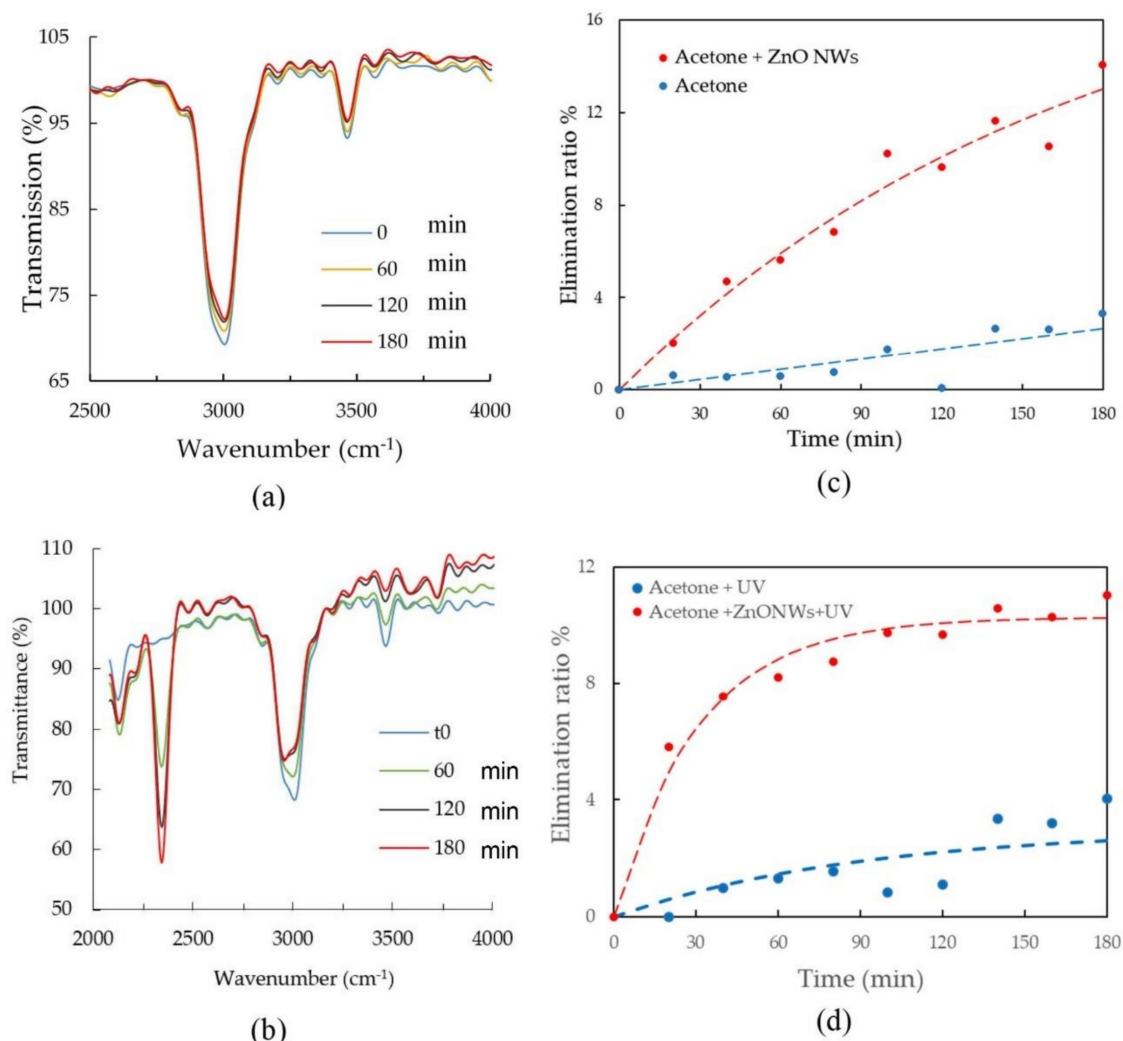 105
95
85
75
65
Transmission (%)
0 min
60 min
120 min
180 min
2500 3000 3500 4000
Wavenumber (cm⁻¹)
(a)
16
12
8
4
0
Elimination ratio %
Acetone + ZnO NWs
Acetone
0 30 60 90 120 150 180
Time (min)
(c)
110
100
90
80
70
60
50
Transmittance (%)
t0
60 min
120 min
180 min
2000 2500 3000 3500 4000
Wavenumber (cm⁻¹)
(b)
12
8
4
0
Elimination ratio %
Acetone + UV
Acetone +ZnONWs+UV
0 30 60 90 120 150 180
Time (min)
(d)